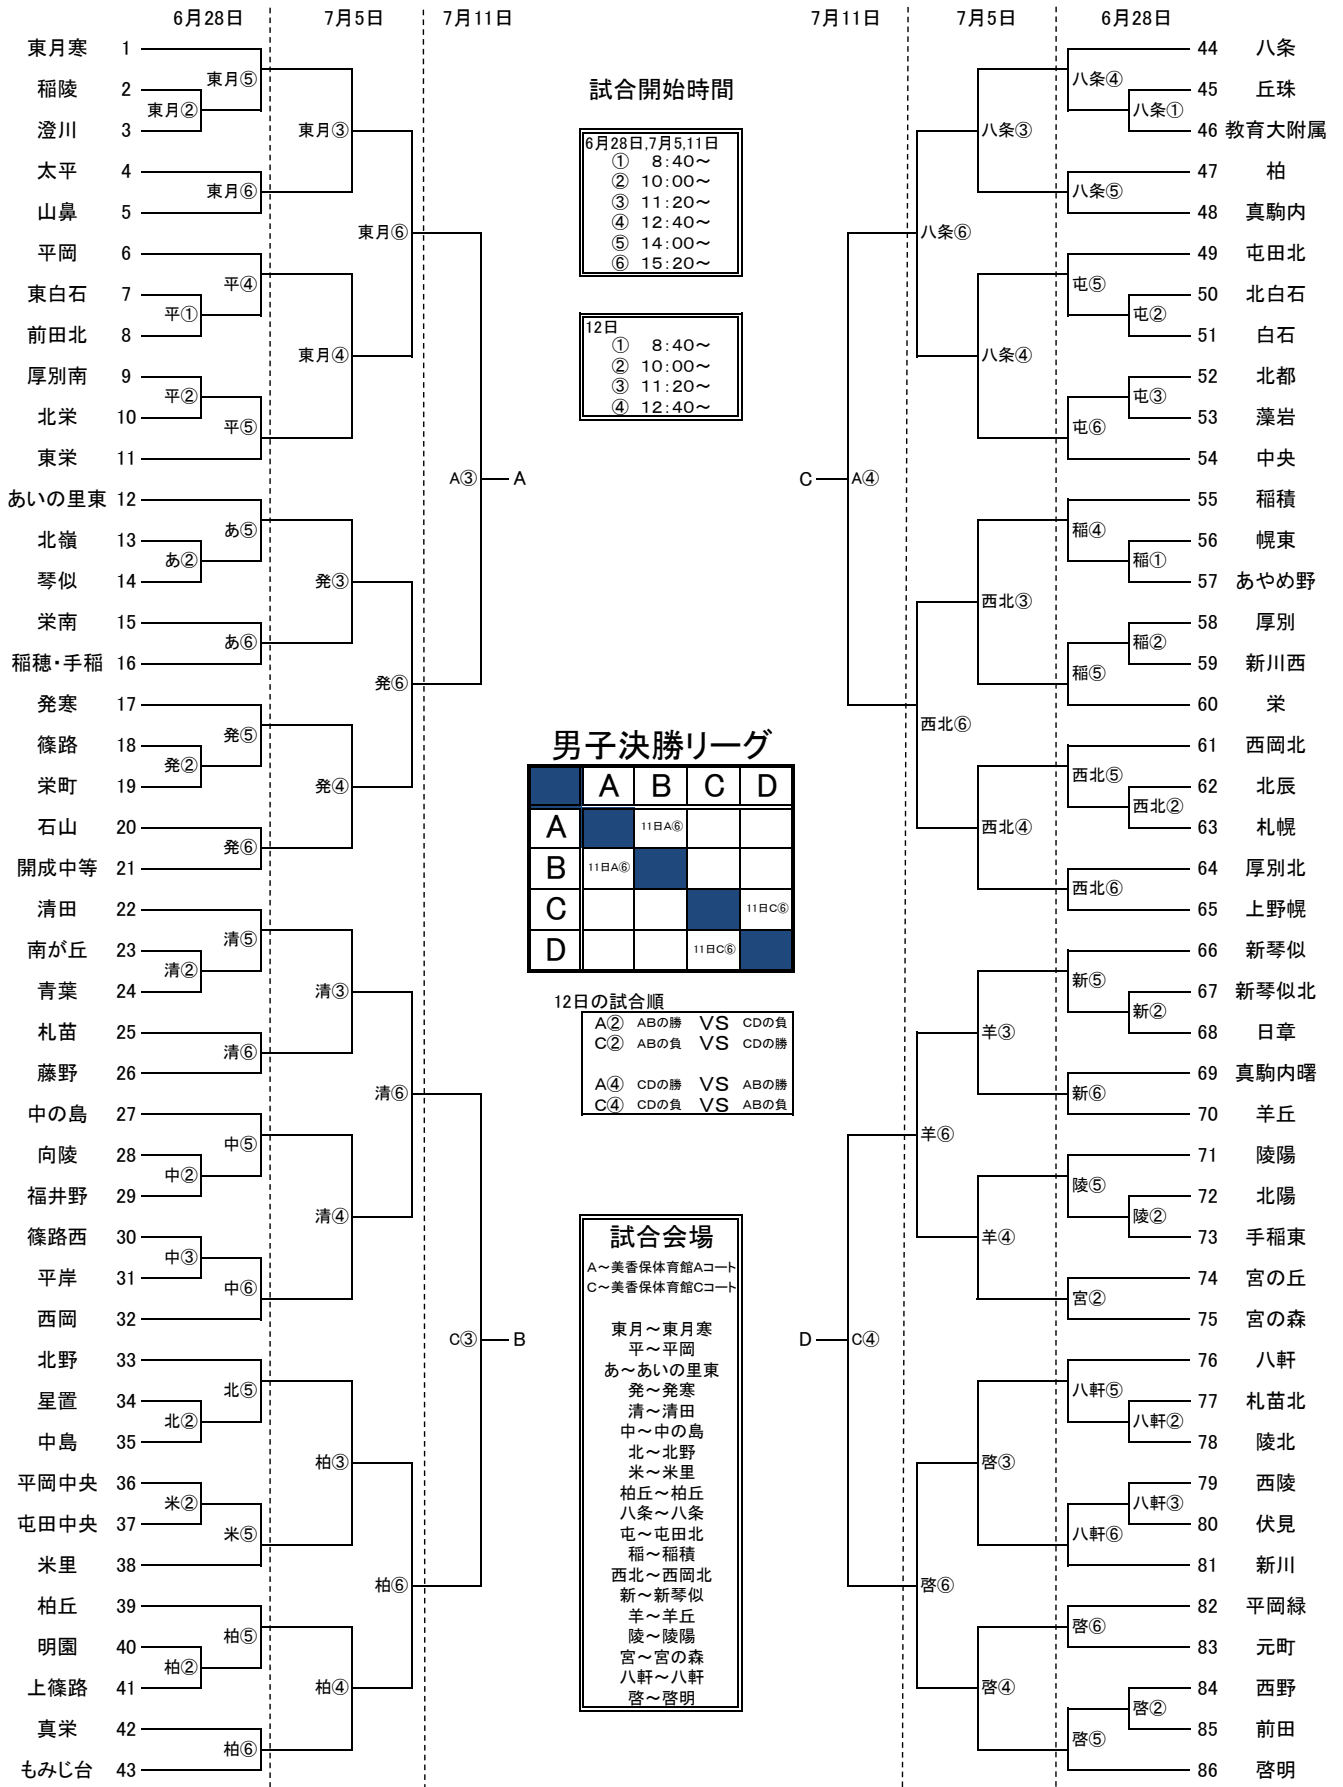 6月28日 7月5日 7月11日 7月11日 7月5日 6月28日
東月寒 1
稲陵 2
澄川 3
太平 4
山鼻 5
平岡 6
東白石 7
前田北 8
厚別南 9
北栄 10
東栄 11
あいの里東 12
北嶺 13
琴似 14
栄南 15
稲穂・手稲 16
発寒 17
篠路 18
栄町 19
石山 20
開成中等 21
清田 22
南が丘 23
青葉 24
札苗 25
藤野 26
中の島 27
向陵 28
福井野 29
篠路西 30
平岸 31
西岡 32
北野 33
星置 34
中島 35
平岡中央 36
屯田中央 37
米里 38
柏丘 39
明園 40
上篠路 41
真栄 42
もみじ台 43
東月⑤
東月②
東月⑥
平④
平①
平②
平⑤
あ⑤
あ②
あ⑥
発⑤
発②
発⑥
清⑤
清②
清⑥
中⑤
中②
中③
中⑥
北⑤
北②
米②
米⑤
柏⑤
柏②
柏⑥
東月③
東月④
発③
発④
清③
清④
柏③
柏④
東月⑥
発⑥
清⑥
柏⑥
A③ A
C③ B
試合開始時間
6月28日,7月5,11日
① 8:40～
② 10:00～
③ 11:20～
④ 12:40～
⑤ 14:00～
⑥ 15:20～
12日
① 8:40～
② 10:00～
③ 11:20～
④ 12:40～
男子決勝リーグ
A B C D
A 11日A⑥
B 11日A⑥
C 11日C⑥
D 11日C⑥
12日の試合順
A② ABの勝 VS CDの負
C② ABの負 VS CDの勝
A④ CDの勝 VS ABの勝
C④ CDの負 VS ABの負
試合会場
A～美香保体育館Aコート
C～美香保体育館Cコート
東月～東月寒
平～平岡
あ～あいの里東
発～発寒
清～清田
中～中の島
北～北野
米～米里
柏丘～柏丘
八条～八条
屯～屯田北
稲～稲積
西北～西岡北
新～新琴似
羊～羊丘
陵～陵陽
宮～宮の森
八軒～八軒
啓～啓明
C A④
D C④
八条⑥
西北⑥
羊⑥
啓⑥
八条③
八条④
西北③
西北④
羊③
羊④
啓③
啓④
八条④
八条①
八条⑤
屯⑤
屯②
屯③
屯⑥
稲④
稲①
稲②
稲⑤
西北⑤
西北②
西北⑥
新⑤
新②
新⑥
陵⑤
陵②
宮②
八軒⑤
八軒②
八軒③
八軒⑥
啓⑥
啓②
啓⑤
44 八条
45 丘珠
46 教育大附属
47 柏
48 真駒内
49 屯田北
50 北白石
51 白石
52 北都
53 藻岩
54 中央
55 稲積
56 幌東
57 あやめ野
58 厚別
59 新川西
60 栄
61 西岡北
62 北辰
63 札幌
64 厚別北
65 上野幌
66 新琴似
67 新琴似北
68 日章
69 真駒内曙
70 羊丘
71 陵陽
72 北陽
73 手稲東
74 宮の丘
75 宮の森
76 八軒
77 札苗北
78 陵北
79 西陵
80 伏見
81 新川
82 平岡緑
83 元町
84 西野
85 前田
86 啓明